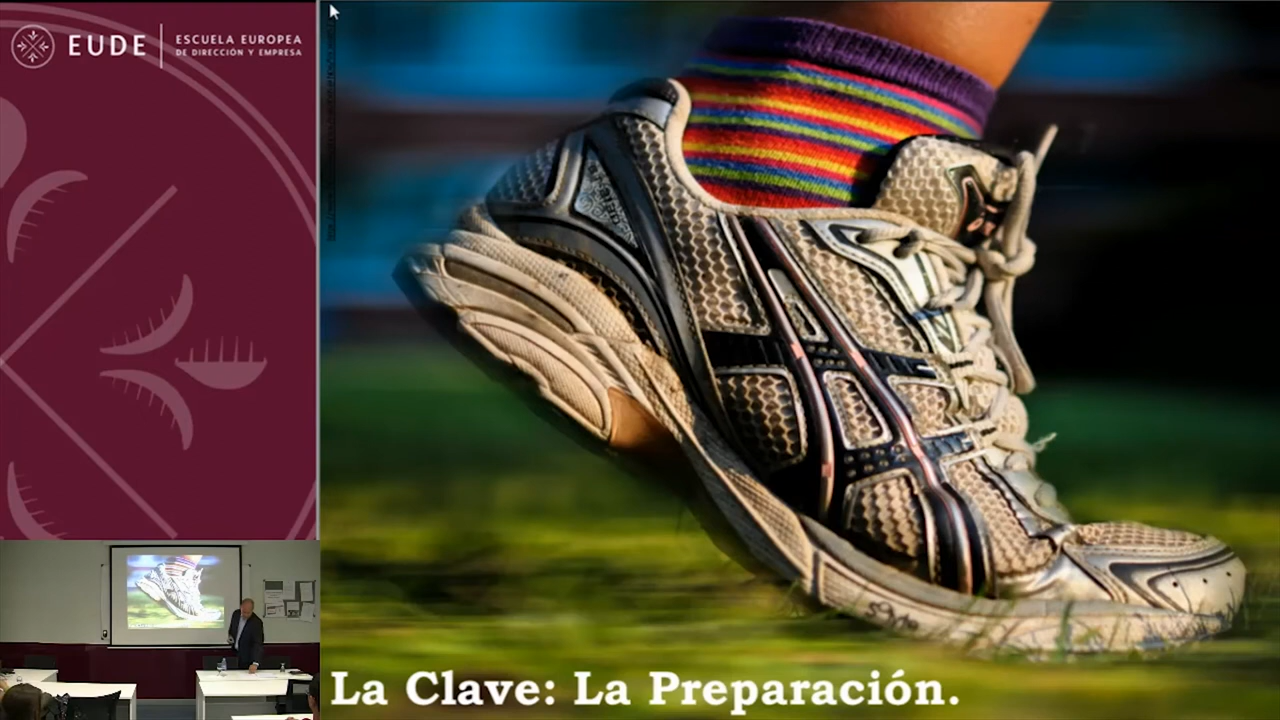 EUDE
ESCUELA EUROPEA
DE DIRECCIÓN Y EMPRESA
La Clave: La Preparación.